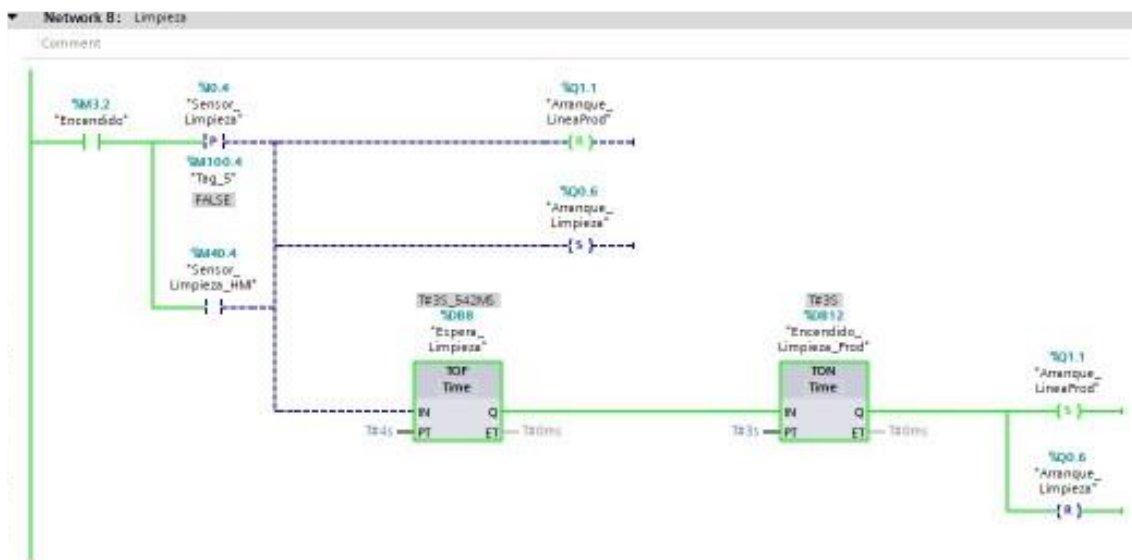 Network 8: Limpieza
Comment
%M3.2
"Encendido"
%I0.4
"Sensor_
Limpieza"
P
%M100.4
"Tag_5"
FALSE
%M40.4
"Sensor_
Limpieza_HMI"
%Q1.1
"Arranque_
LineaProd"
R
%Q0.6
"Arranque_
Limpieza"
S
T#3S_542MS
%DB8
"Espera_
Limpieza"
TOF
Time
IN Q
T#4s PT ET T#0ms
T#3S
%DB12
"Encendido_
Limpieza_Prod"
TON
Time
IN Q
T#3s PT ET T#0ms
%Q1.1
"Arranque_
LineaProd"
S
%Q0.6
"Arranque_
Limpieza"
R